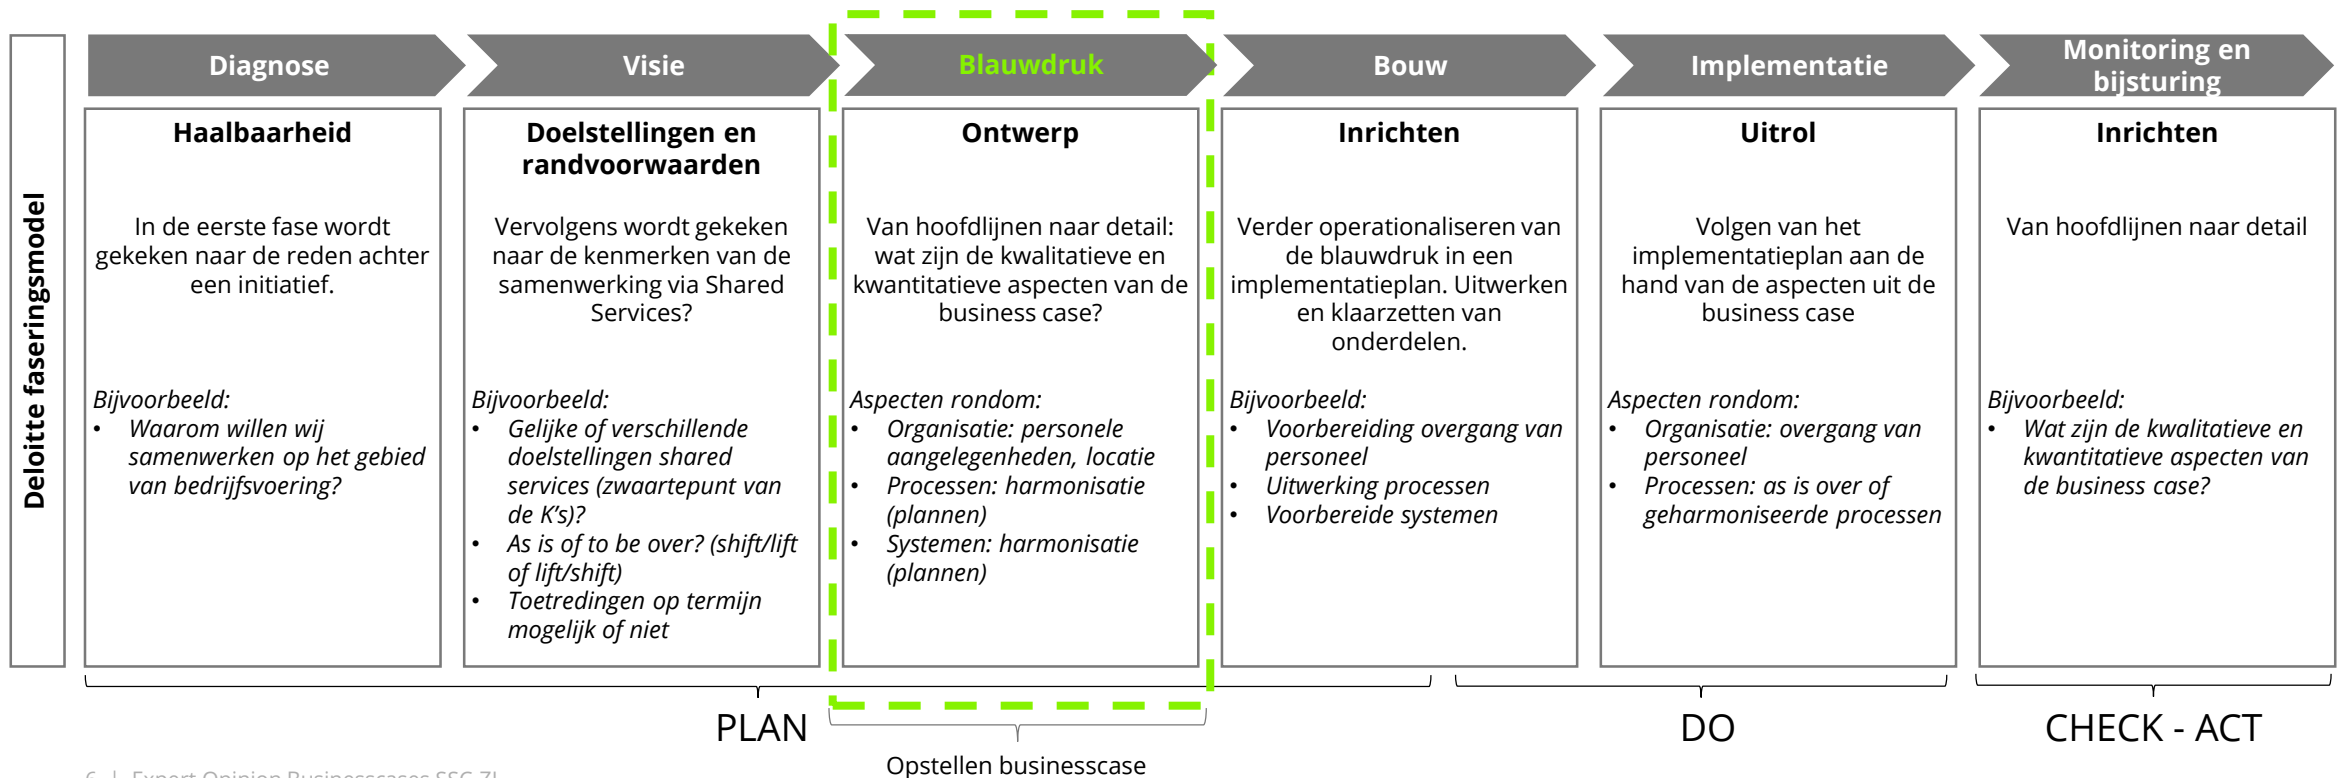 Deloitte faseringsmodel
Diagnose
Haalbaarheid
In de eerste fase wordt
gekeken naar de reden achter
een initiatief.
Bijvoorbeeld:
• Waarom willen wij
samenwerken op het gebied
van bedrijfsvoering?
Visie
Doelstellingen en
randvoorwaarden
Vervolgens wordt gekeken
naar de kenmerken van de
samenwerking via Shared
Services?
Bijvoorbeeld:
• Gelijke of verschillende
doelstellingen shared
services (zwaartepunt van
de K's)?
• As is of to be over? (shift/lift
of lift/shift)
• Toetredingen op termijn
mogelijk of niet
Blauwdruk
Ontwerp
Van hoofdlijnen naar detail:
wat zijn de kwalitatieve en
kwantitatieve aspecten van de
business case?
Aspecten rondom:
• Organisatie: personele
aangelegenheden, locatie
• Processen: harmonisatie
(plannen)
• Systemen: harmonisatie
(plannen)
Bouw
Inrichten
Verder operationaliseren van
de blauwdruk in een
implementatieplan. Uitwerken
en klaarzetten van
onderdelen.
Bijvoorbeeld:
• Voorbereiding overgang van
personeel
• Uitwerking processen
• Voorbereide systemen
Implementatie
Uitrol
Volgen van het
implementatieplan aan de
hand van de aspecten uit de
business case
Aspecten rondom:
• Organisatie: overgang van
personeel
• Processen: as is over of
geharmoniseerde processen
Monitoring en
bijsturing
Inrichten
Van hoofdlijnen naar detail
Bijvoorbeeld:
• Wat zijn de kwalitatieve en
kwantitatieve aspecten van
de business case?
PLAN
DO
CHECK - ACT
Opstellen businesscase
6 | Expert Opinion Businesscases SSC ZL